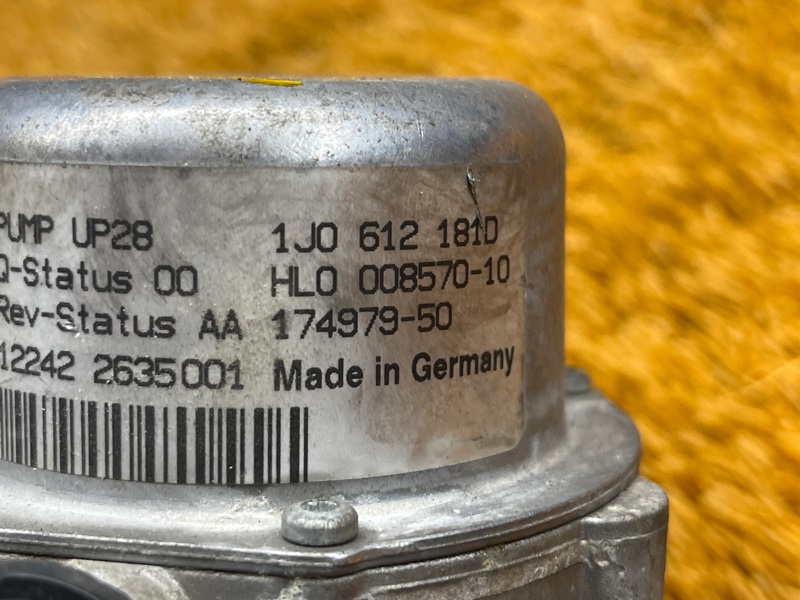 PUMP UP28 1J0 612 181D
Q-Status 00 HLO 008570-10
Rev-Status AA 174979-50
12242 2635001 Made in Germany